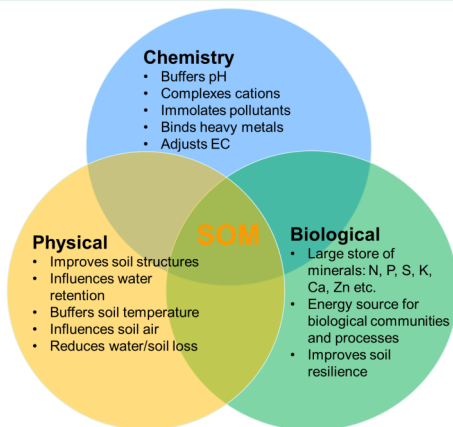 Chemistry
• Buffers pH
• Complexes cations
• Immolates pollutants
• Binds heavy metals
• Adjusts EC
SOM
Physical
• Improves soil structures
• Influences water
retention
• Buffers soil temperature
• Influences soil air
• Reduces water/soil loss
Biological
• Large store of
minerals: N, P, S, K,
Ca, Zn etc.
• Energy source for
biological communities
and processes
• Improves soil
resilience